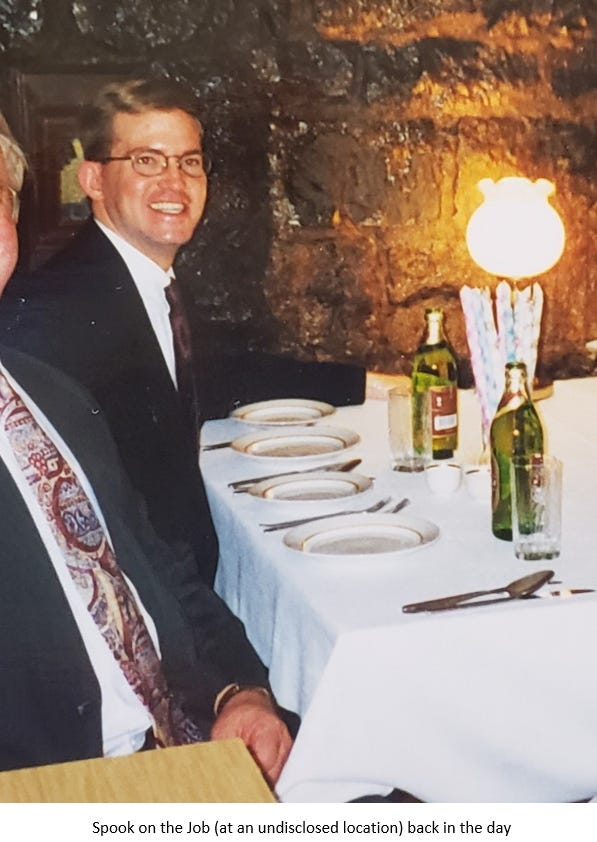 Spook on the Job (at an undisclosed location) back in the day